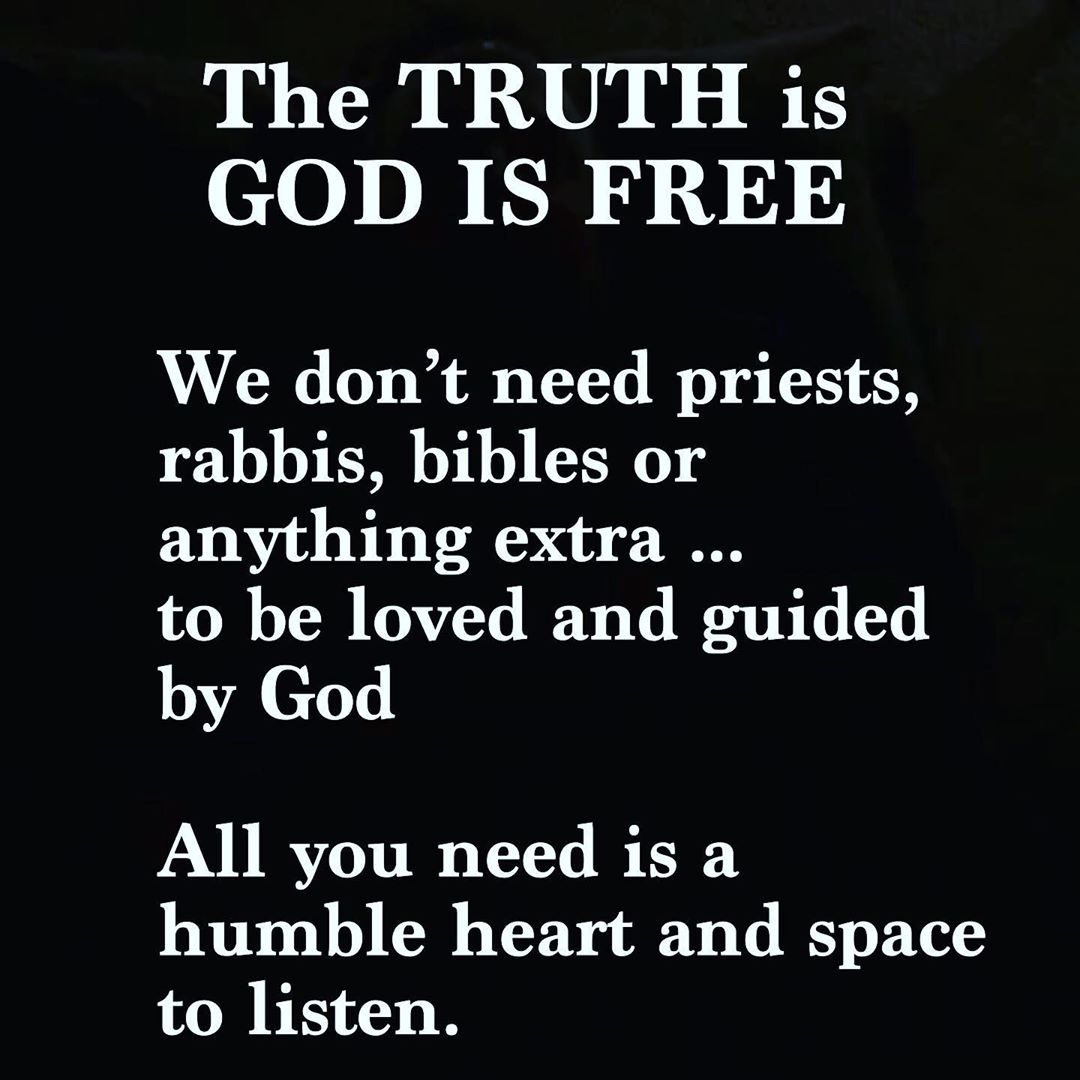 The TRUTH is
GOD IS FREE
We don’t need priests,
rabbis, bibles or
anything extra ...
to be loved and guided
by God
All you need is a
humble heart and space
to listen.